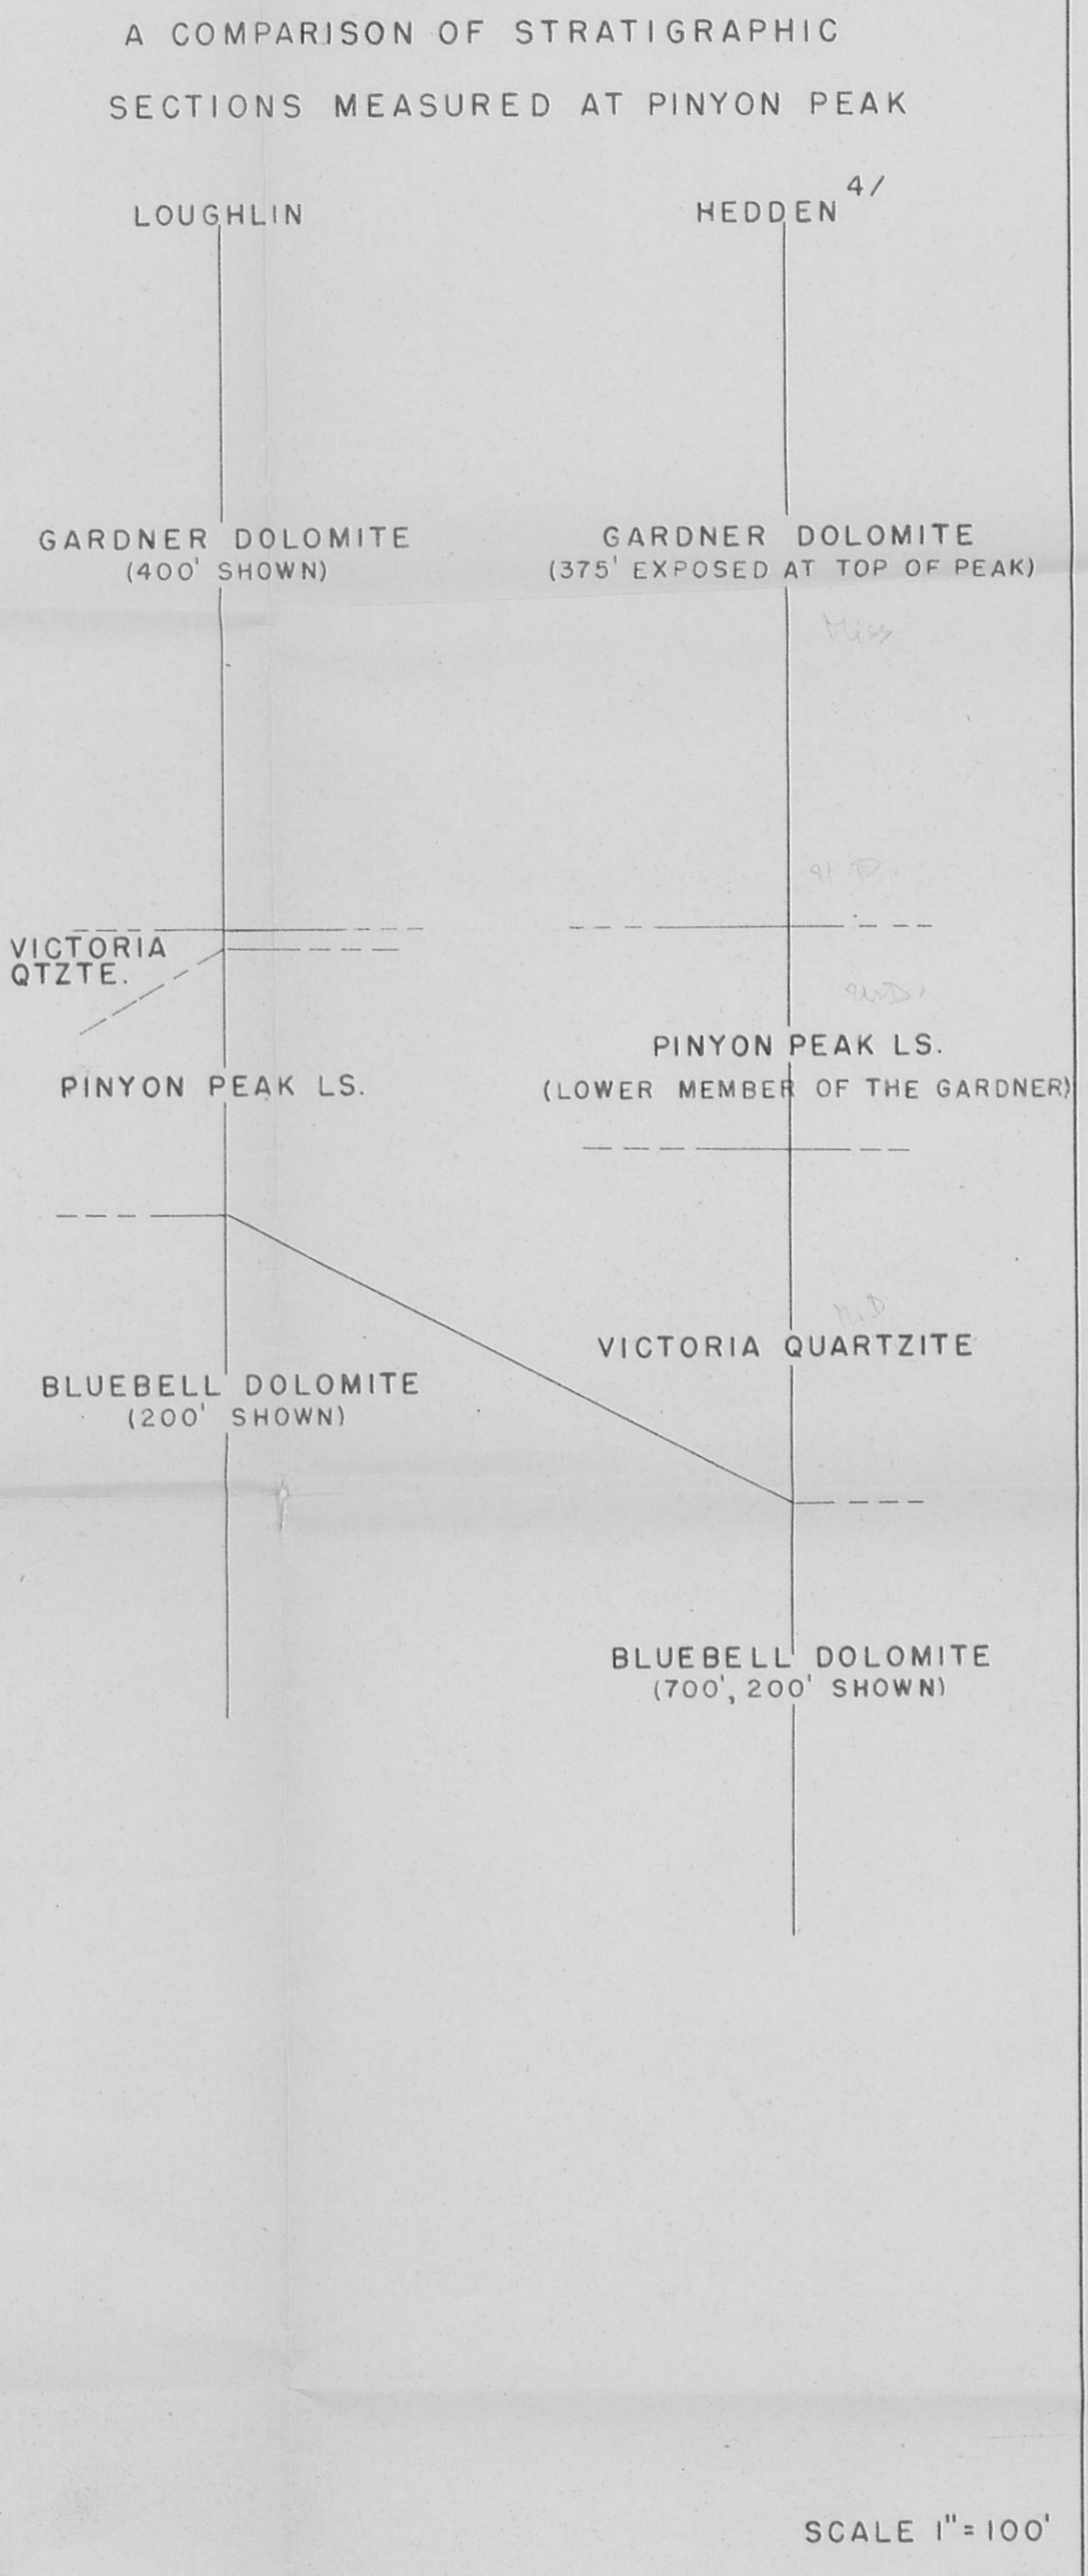 A COMPARISON OF STRATIGRAPHIC
SECTIONS MEASURED AT PINYON PEAK
LOUGHLIN
HEDDEN 4/
GARDNER DOLOMITE
(400' SHOWN)
GARDNER DOLOMITE
(375' EXPOSED AT TOP OF PEAK)
Miss
VICTORIA
QTZTE.
PINYON PEAK LS.
PINYON PEAK LS.
(LOWER MEMBER OF THE GARDNER)
BLUEBELL DOLOMITE
(200' SHOWN)
VICTORIA QUARTZITE
BLUEBELL DOLOMITE
(700', 200' SHOWN)
SCALE 1"=100'